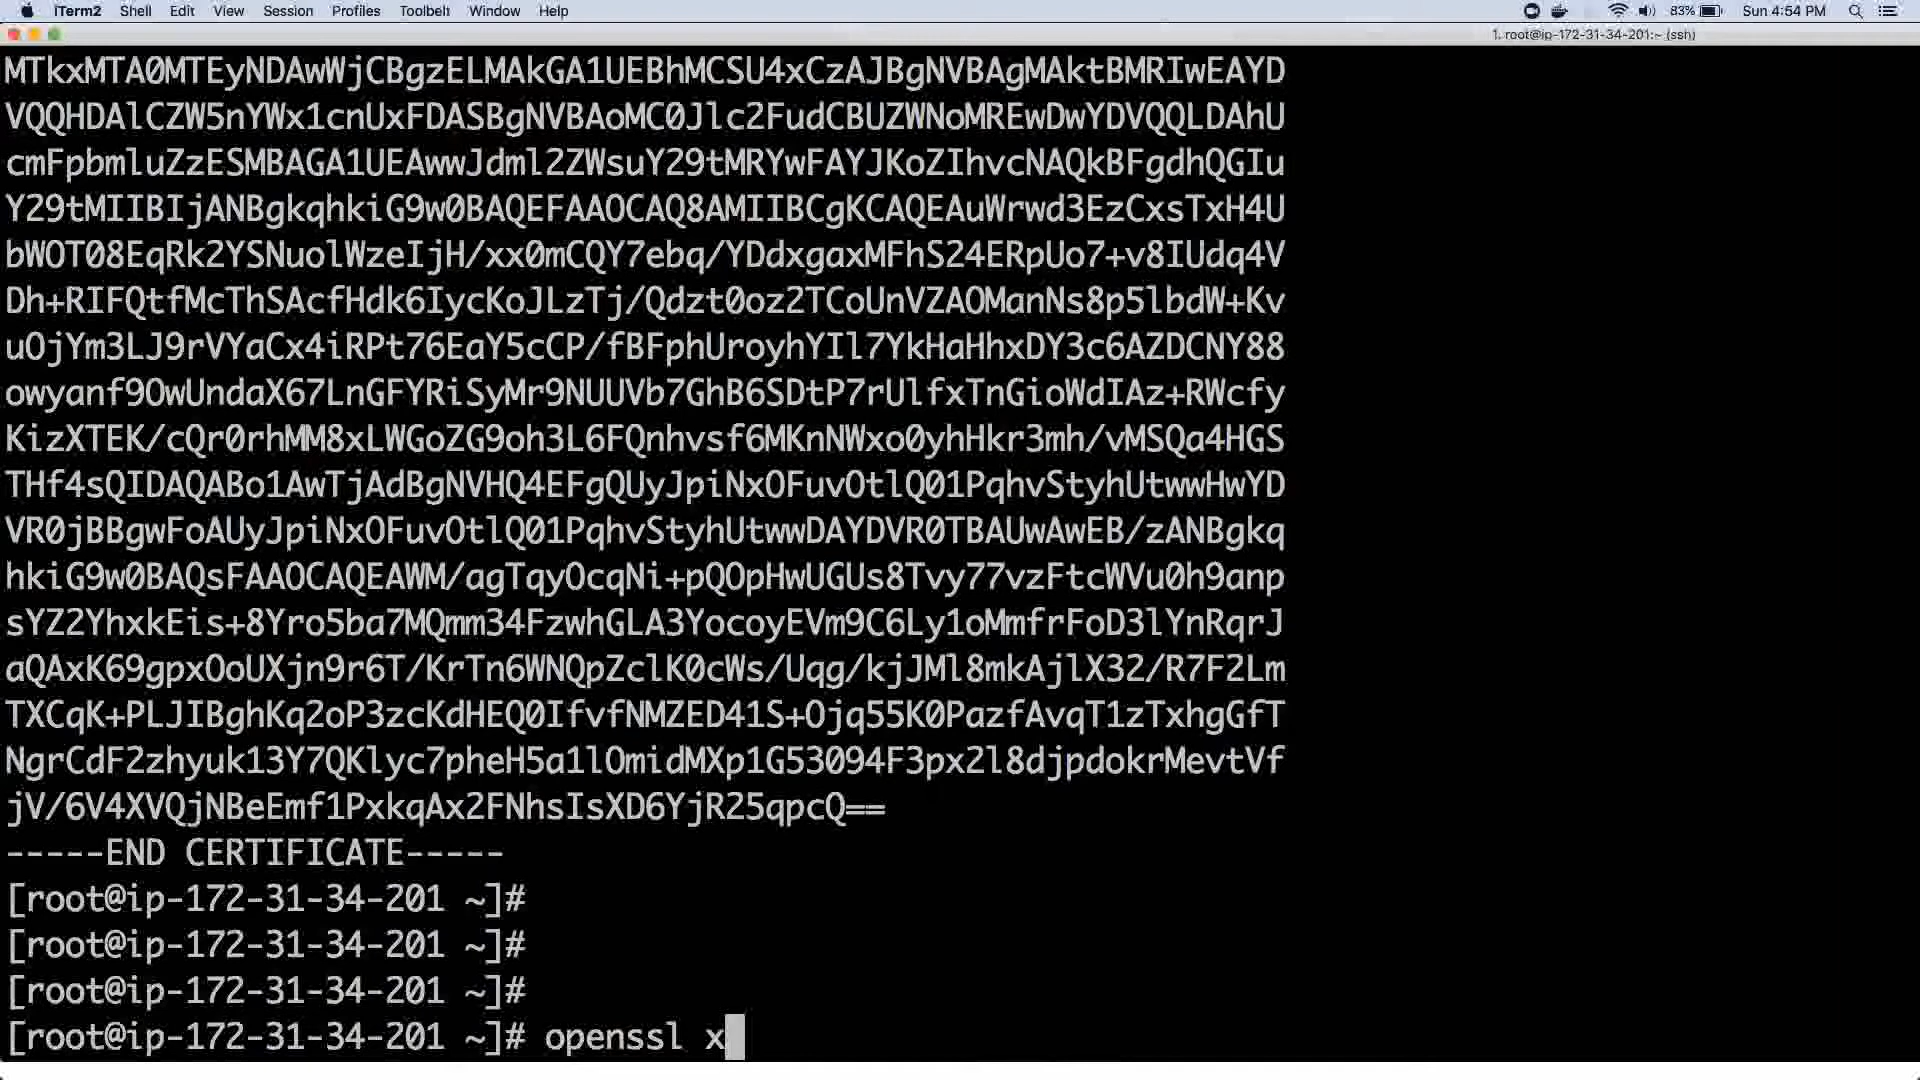 iTerm2 Shell Edit View Session Profiles Toolbelt Window Help 83% Sun 4:54 PM
1. root@ip-172-31-34-201:~ (ssh)
MTkxMTA0MTEyNDAwWjCBgzELMAkGA1UEBhMCSU4xCzAJBgNVBAgMAktBMRIwEAYD
VQQHDAlCZW5nYWx1cnUxFDASBgNVBAoMC0Jlc2FudCBUZWNoMREwDwYDVQQLDAhU
cmFpbmluZzESMBAGA1UEAwwJdml2ZWsuY29tMRYwFAYJKoZIhvcNAQkBFgdhQGIu
Y29tMIIBIjANBgkqhkiG9w0BAQEFAAOCAQ8AMIIBCgKCAQEAuWrwd3EzCxsTxH4U
bWOT08EqRk2YSNuolWzeIjH/xx0mCQY7ebq/YDdxgaxMFhS24ERpUo7+v8IUdq4V
Dh+RIFQtfMcThSAcfHdk6IycKoJLzTj/Qdzt0oz2TCoUnVZAOManNs8p5lbdW+Kv
uOjYm3LJ9rVYaCx4iRPt76EaY5cCP/fBFphUroyhYIl7YkHaHhxDY3c6AZDCNY88
owyanf9OwUndaX67LnGFYRiSyMr9NUUVb7GhB6SDtP7rUlfxTnGioWdIAz+RWcfy
KizXTEK/cQr0rhMM8xLWGoZG9oh3L6FQnhvsf6MKnNWxo0yhHkr3mh/vMSQa4HGS
THf4sQIDAQABo1AwTjAdBgNVHQ4EFgQUyJpiNxOFuvOtlQ01PqhvStyhUtwwHwYD
VR0jBBgwFoAUyJpiNxOFuvOtlQ01PqhvStyhUtwwDAYDVR0TBAUwAwEB/zANBgkq
hkiG9w0BAQsFAAOCAQEAWM/agTqyOcqNi+pQOpHwUGUs8Tvy77vzFtcWVu0h9anp
sYZ2YhxkEis+8Yro5ba7MQmm34FzwhGLA3YocoyEVm9C6Ly1oMmfrFoD3lYnRqrJ
aQAxK69gpxOoUXjn9r6T/KrTn6WNQpZclK0cWs/Uqg/kjJMl8mkAjlX32/R7F2Lm
TXCqK+PLJIBghKq2oP3zcKdHEQ0IfvfNMZED41S+Ojq55K0PazfAvqT1zTxhgGfT
NgrCdF2zhyuk13Y7QKlyc7pheH5a1lOmidMXp1G53094F3px2l8djpdokrMevtVf
jV/6V4XVQjNBeEmf1PxkqAx2FNhsIsXD6YjR25qpcQ==
-----END CERTIFICATE-----
[root@ip-172-31-34-201 ~]#
[root@ip-172-31-34-201 ~]#
[root@ip-172-31-34-201 ~]#
[root@ip-172-31-34-201 ~]# openssl x